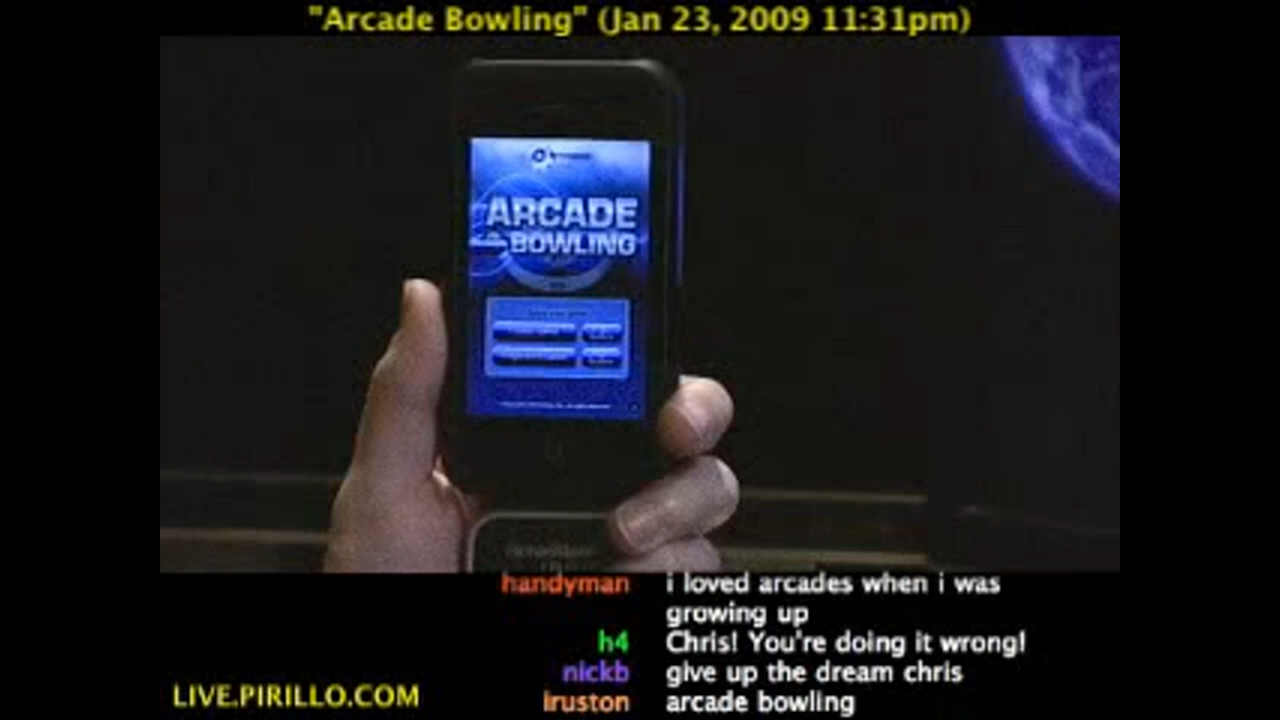 "Arcade Bowling" (Jan 23, 2009 11:31pm)
ARCADE
BOWLING
handyman i loved arcades when i was
growing up
h4 Chris! You're doing it wrong!
nickb give up the dream chris
iruston arcade bowling
LIVE.PIRILLO.COM